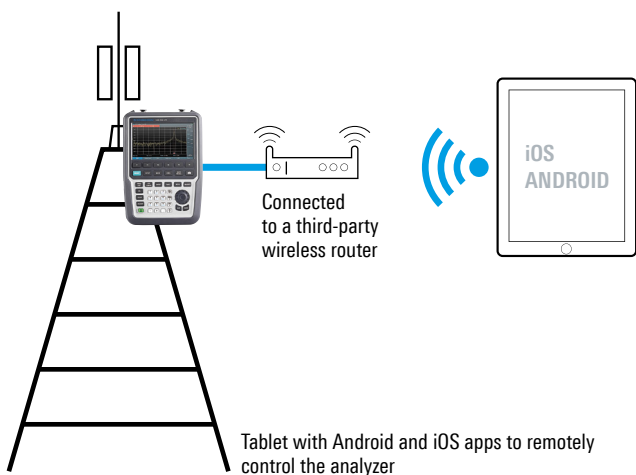 iOS
ANDROID
Connected
to a third-party
wireless router
Tablet with Android and iOS apps to remotely
control the analyzer